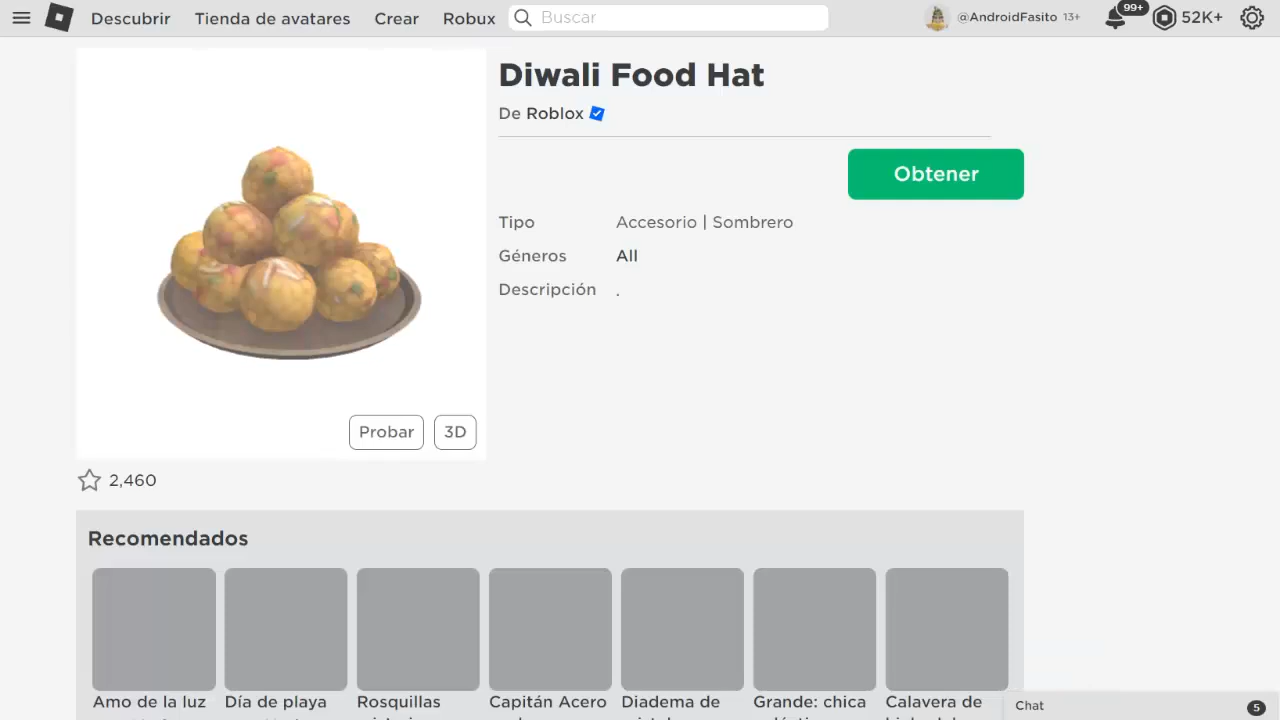 Descubrir Tienda de avatares Crear Robux Buscar @AndroidFasito 13+ 99+ 52K+
Diwali Food Hat
De Roblox
Obtener
Tipo Accesorio | Sombrero
Géneros All
Descripción .
Probar 3D
2,460
Recomendados
Amo de la luz Día de playa Rosquillas Capitán Acero Diadema de Grande: chica Calavera de
Chat 5